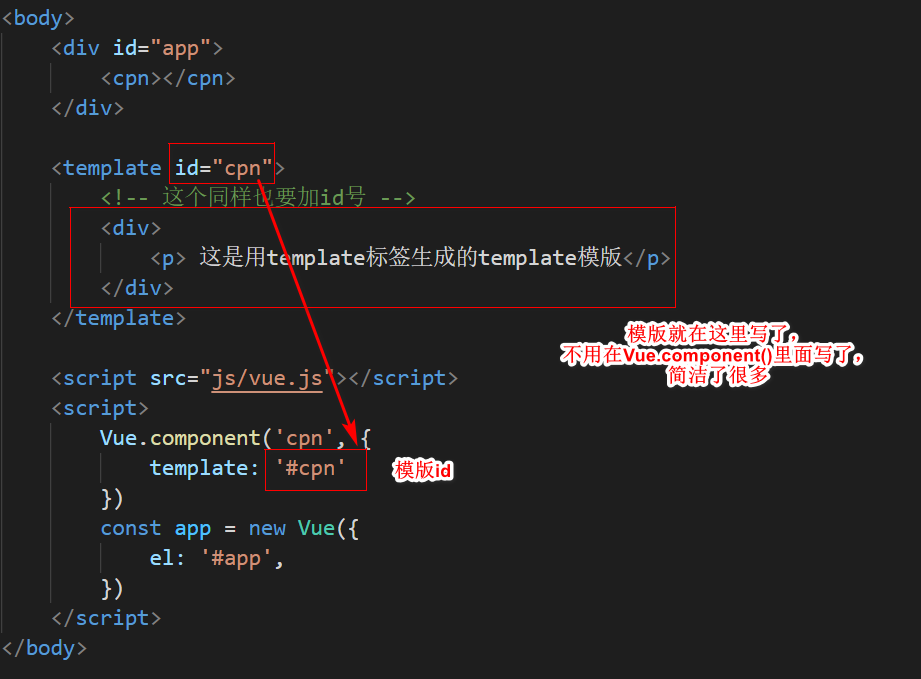 <body>
<div id="app">
<cpn></cpn>
</div>
<template id="cpn">
<!-- 这个同样也要加id号 -->
<div>
<p> 这是用template标签生成的template模版</p>
</div>
</template>
模版就在这里写了，
不用在Vue.component()里面写了，
简洁了很多
<script src="js/vue.js"></script>
<script>
Vue.component('cpn', {
template: '#cpn'
模版id
})
const app = new Vue({
el: '#app',
})
</script>
</body>